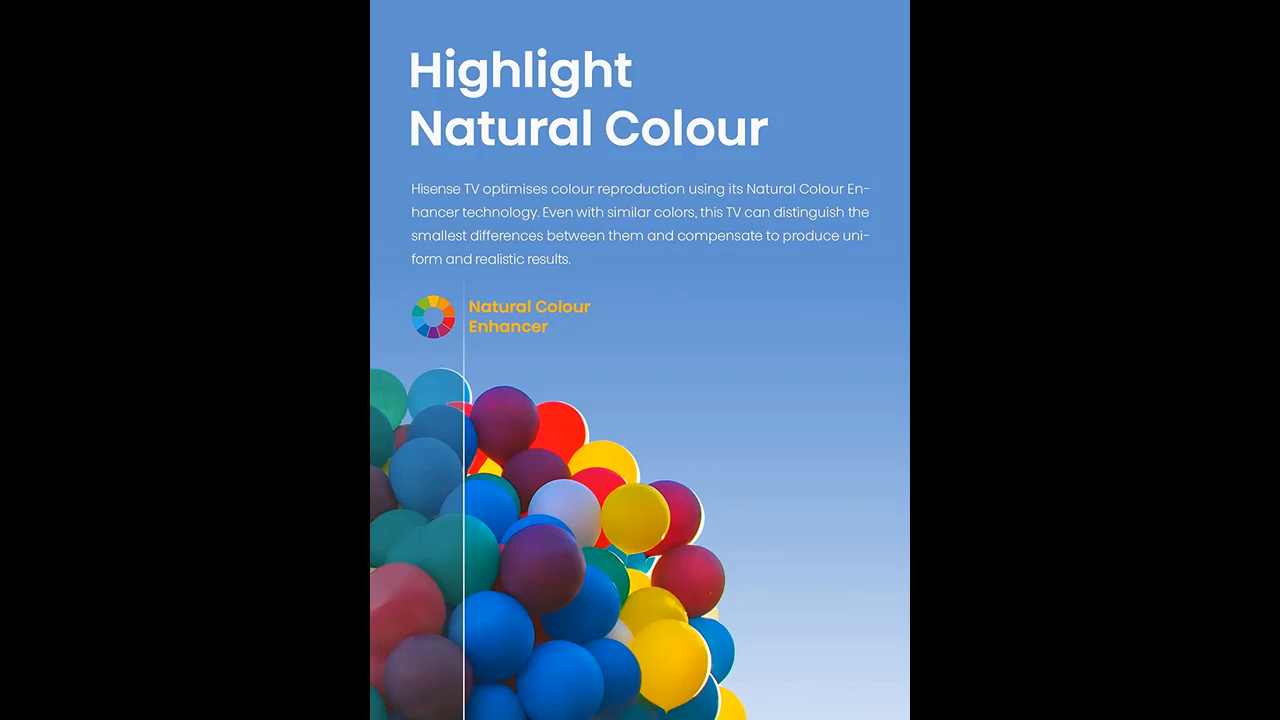 Highlight
Natural Colour
Hisense TV optimises colour reproduction using its Natural Colour En-
hancer technology. Even with similar colors, this TV can distinguish the
smallest differences between them and compensate to produce uni-
form and realistic results.
Natural Colour
Enhancer